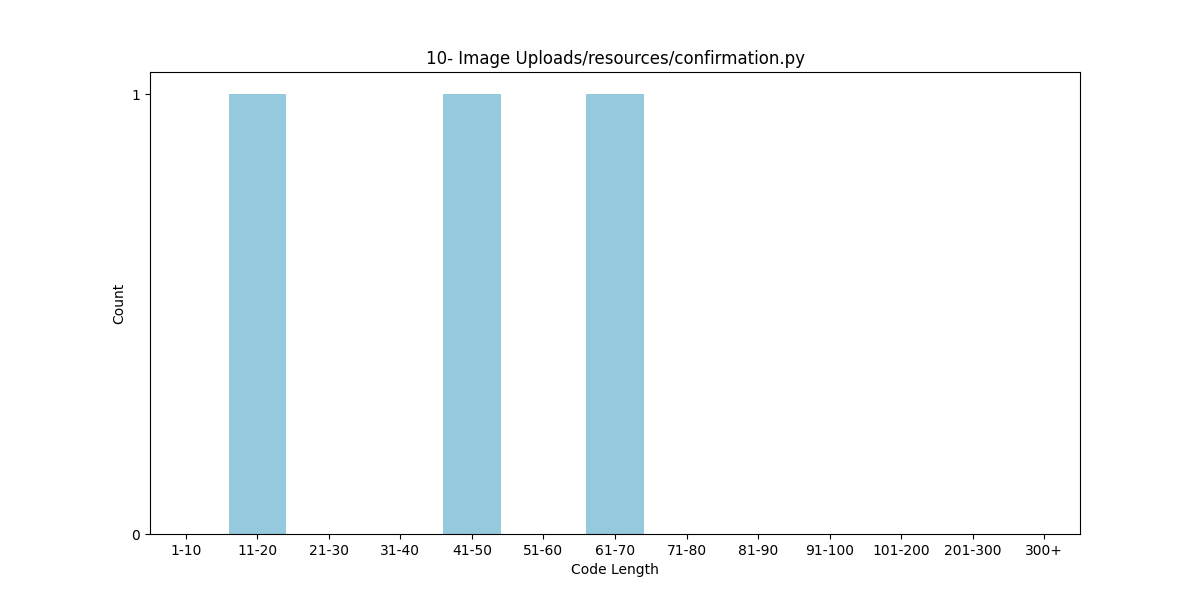 10- Image Uploads/resources/confirmation.py
1
Count
0
1-10 11-20 21-30 31-40 41-50 51-60 61-70 71-80 81-90 91-100 101-200 201-300 300+
Code Length